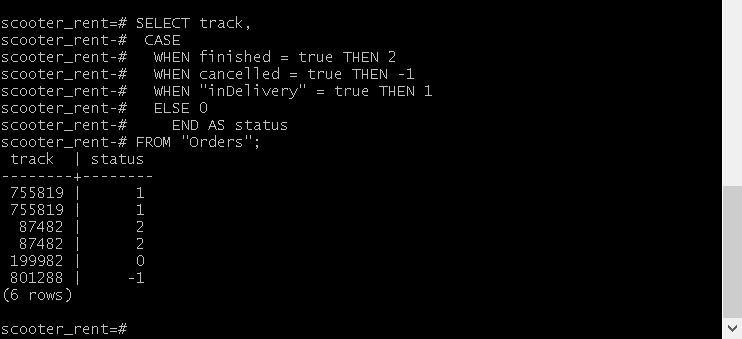 scooter_rent=# SELECT track,
scooter_rent-#  CASE
scooter_rent-#   WHEN finished = true THEN 2
scooter_rent-#   WHEN cancelled = true THEN -1
scooter_rent-#   WHEN "inDelivery" = true THEN 1
scooter_rent-#   ELSE 0
scooter_rent-#     END AS status
scooter_rent-# FROM "Orders";
 track  | status
--------+--------
 755819 |      1
 755819 |      1
  87482 |      2
  87482 |      2
 199982 |      0
 801288 |     -1
(6 rows)
scooter_rent=#